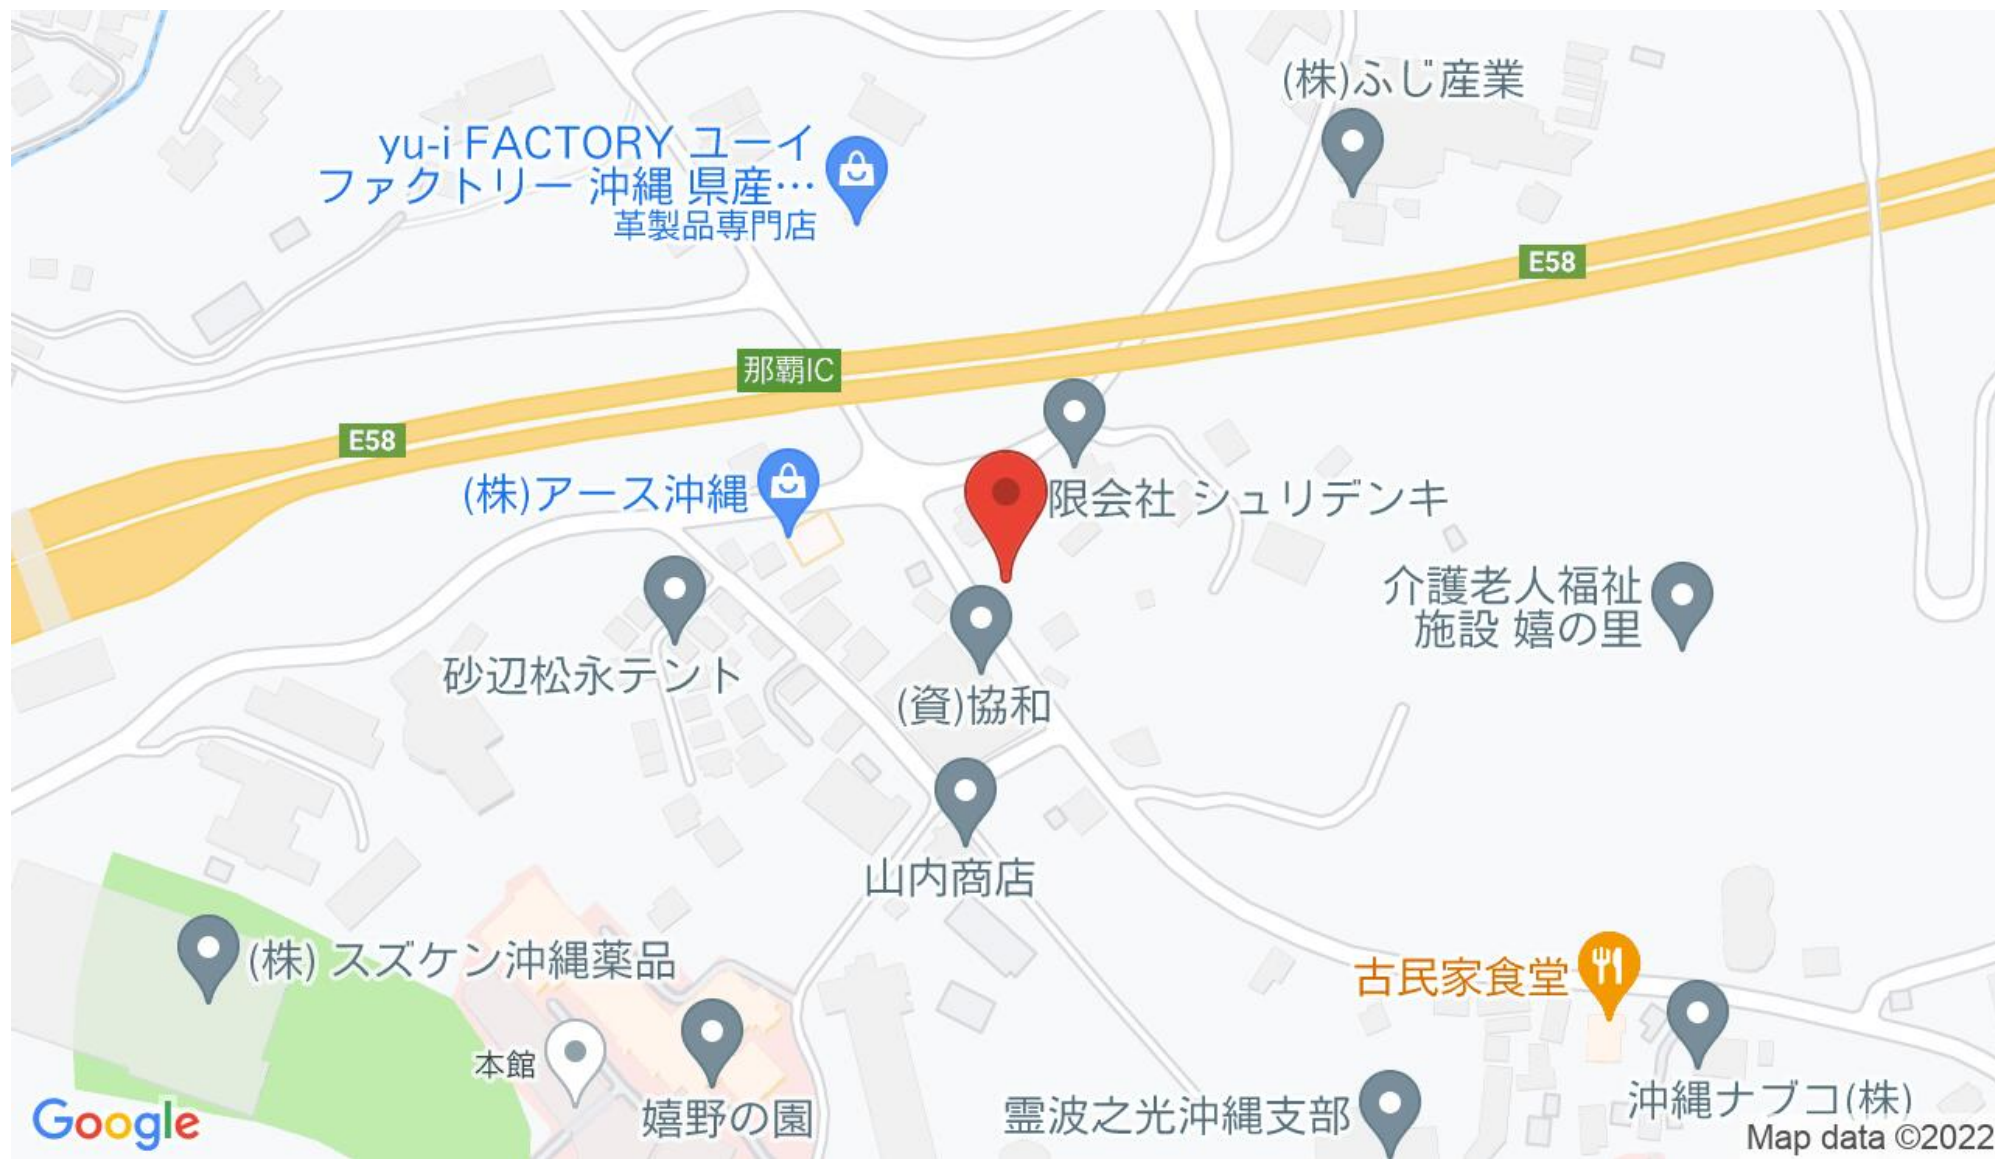 (株)ふじ産業
yu-i FACTORY ユーイ
ファクトリー 沖縄 県産…
革製品専門店
E58
那覇IC
E58
(株)アース沖縄
限会社 シュリデンキ
介護老人福祉
施設 嬉の里
砂辺松永テント
(資)協和
山内商店
(株) スズケン沖縄薬品
古民家食堂
本館
嬉野の園
霊波之光沖縄支部
沖縄ナブコ(株)
Google
Map data ©2022